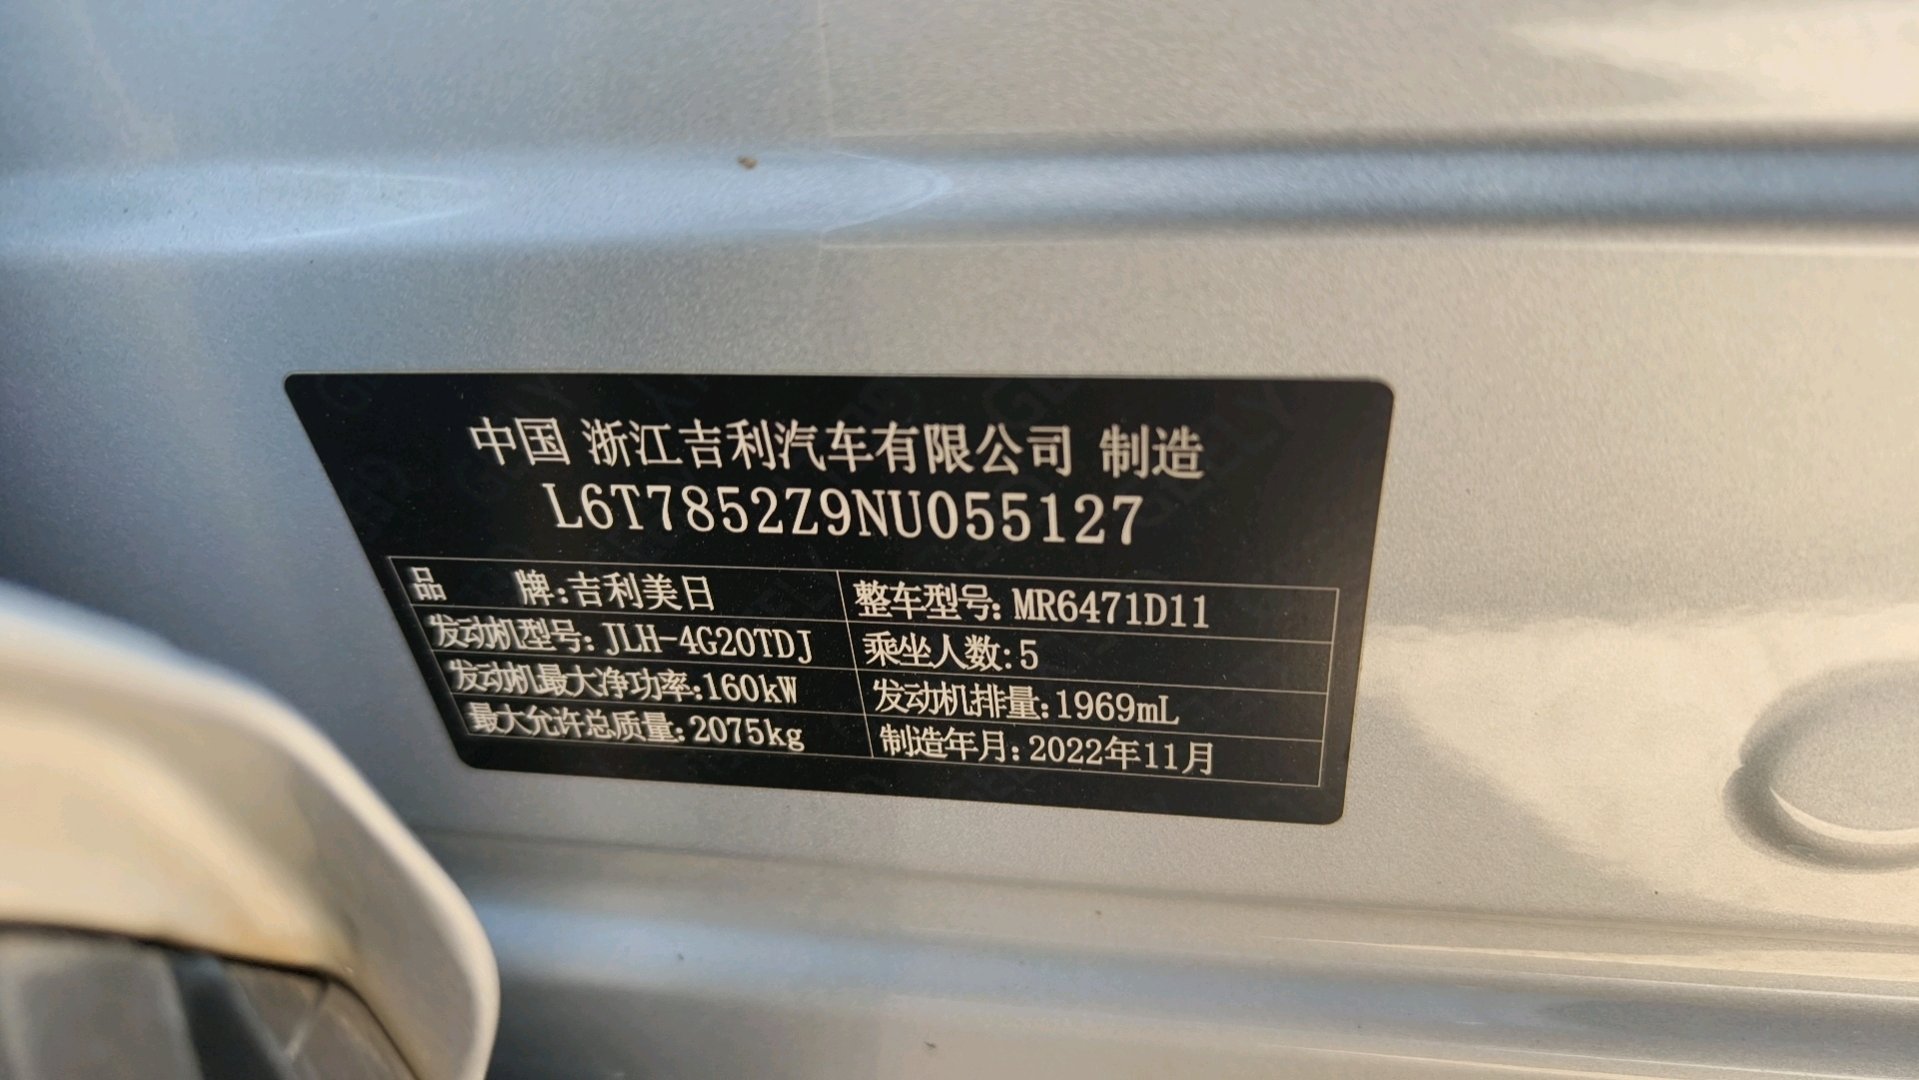 中国 浙江吉利汽车有限公司 制造
L6T7852Z9NU055127
品 牌:吉利美日 整车型号:MR6471D11
发动机型号:JLH-4G20TDJ 乘坐人数:5
发动机最大净功率:160kW 发动机排量:1969mL
最大允许总质量:2075kg 制造年月:2022年11月